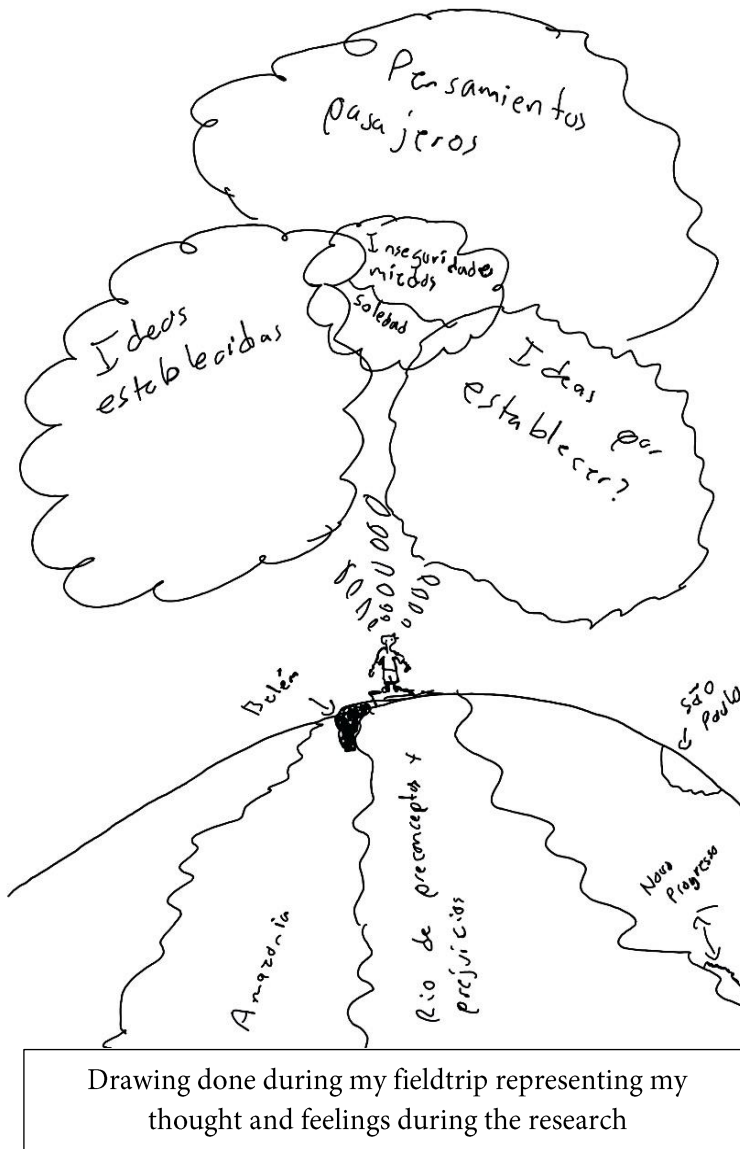 Pensamientos
pasajeros
Inseguridade
miedos
soledad
Ideas
establecidas
Ideas por
establecer?
Belém
São
Paulo
Novo
Progresso
Amazonia
Rio de preconceptos y
prejuicios
Drawing done during my fieldtrip representing my
thought and feelings during the research